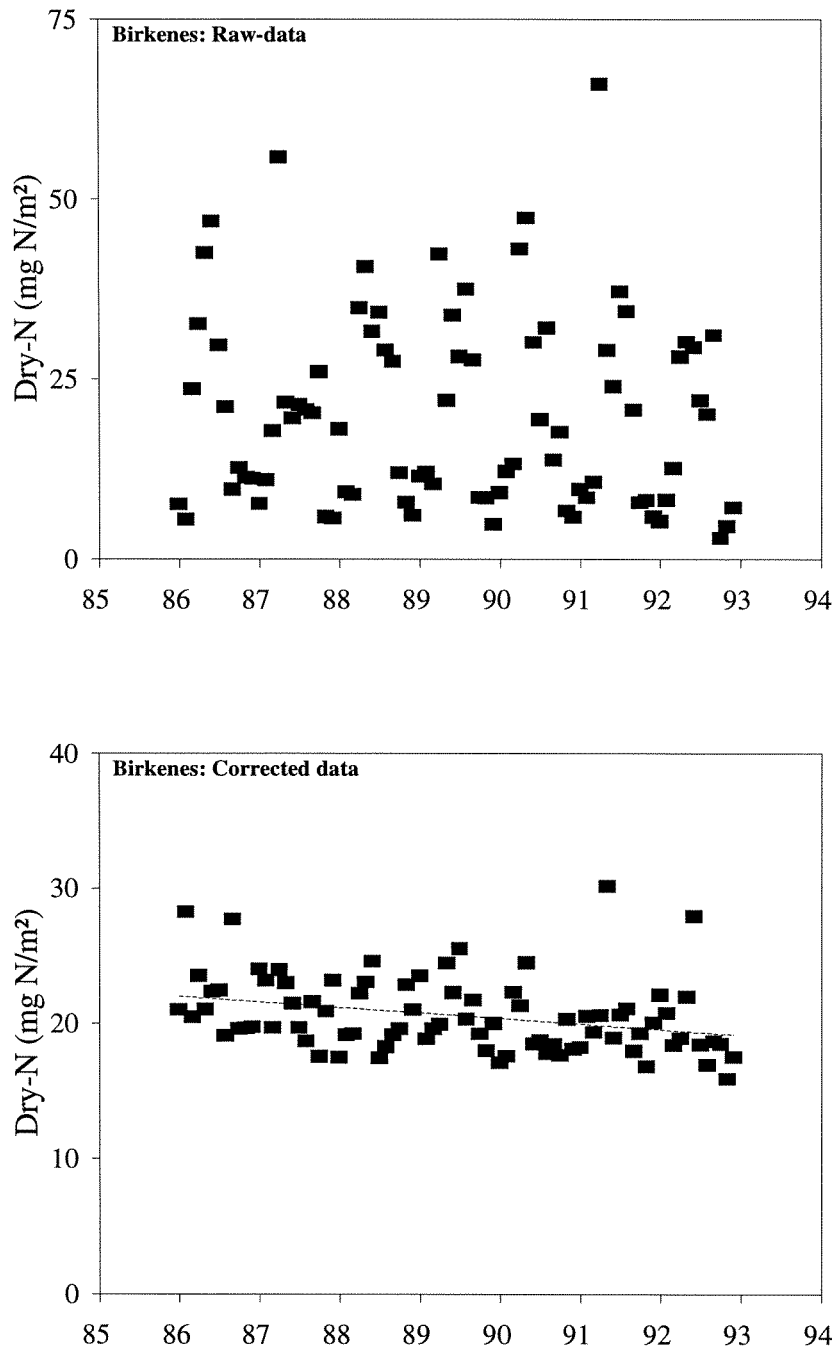 75
Birkenes: Raw-data
50
25
0
Dry-N (mg N/m²)
85 86 87 88 89 90 91 92 93 94
40
Birkenes: Corrected data
30
20
10
0
Dry-N (mg N/m²)
85 86 87 88 89 90 91 92 93 94